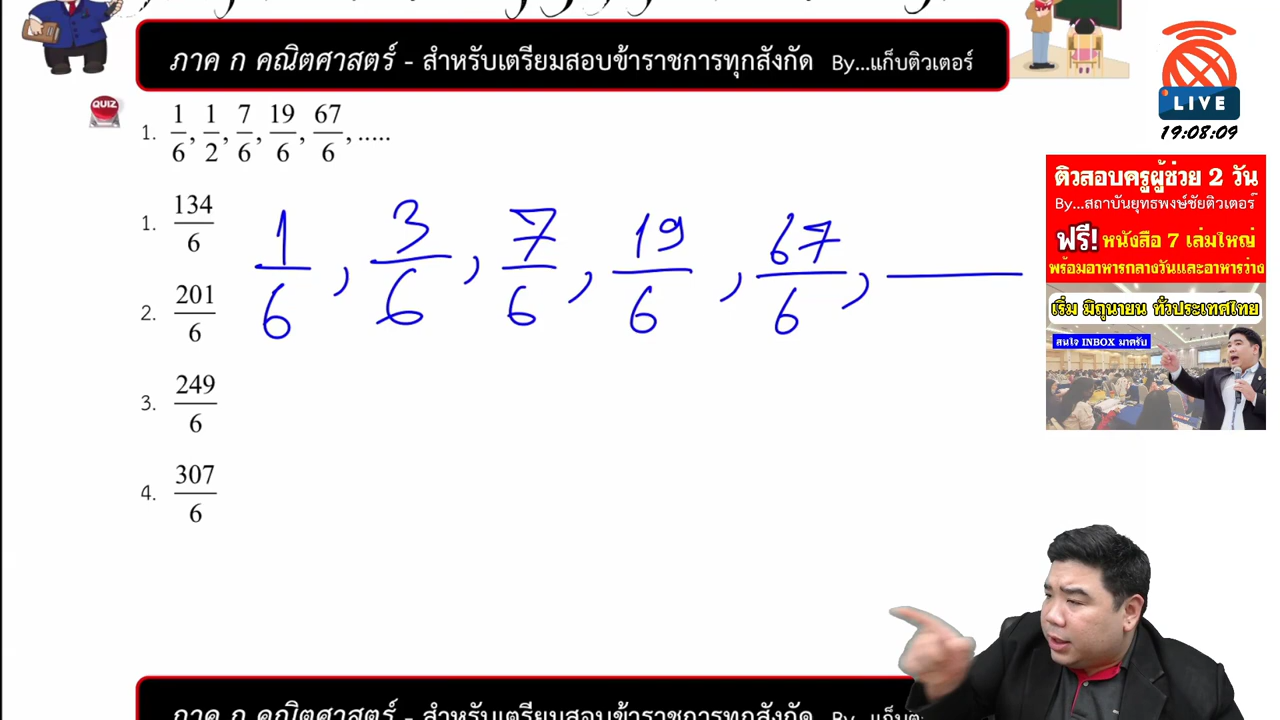 ภาค ก คณิตศาสตร์ - สำหรับเตรียมสอบข้าราชการทุกสังกัด By...แก็บติวเตอร์
LIVE
19:08:09
QUIZ
1. 1/6, 1/2, 7/6, 19/6, 67/6, .....
1. 134/6
1/6, 3/6, 7/6, 19/6, 67/6,
2. 201/6
3. 249/6
4. 307/6
ติวสอบครูผู้ช่วย 2 วัน
By...สถาบันยุทธพงษ์ชัยติวเตอร์
ฟรี! หนังสือ 7 เล่มใหญ่
พร้อมอาหารกลางวันและอาหารว่าง
เริ่ม มิถุนายน ทั่วประเทศไทย
สนใจ INBOX มาครับ
ภาค ก คณิตศาสตร์ - สำหรับเตรียมสอบข้าราชการทุกสังกัด By...แก็บติ